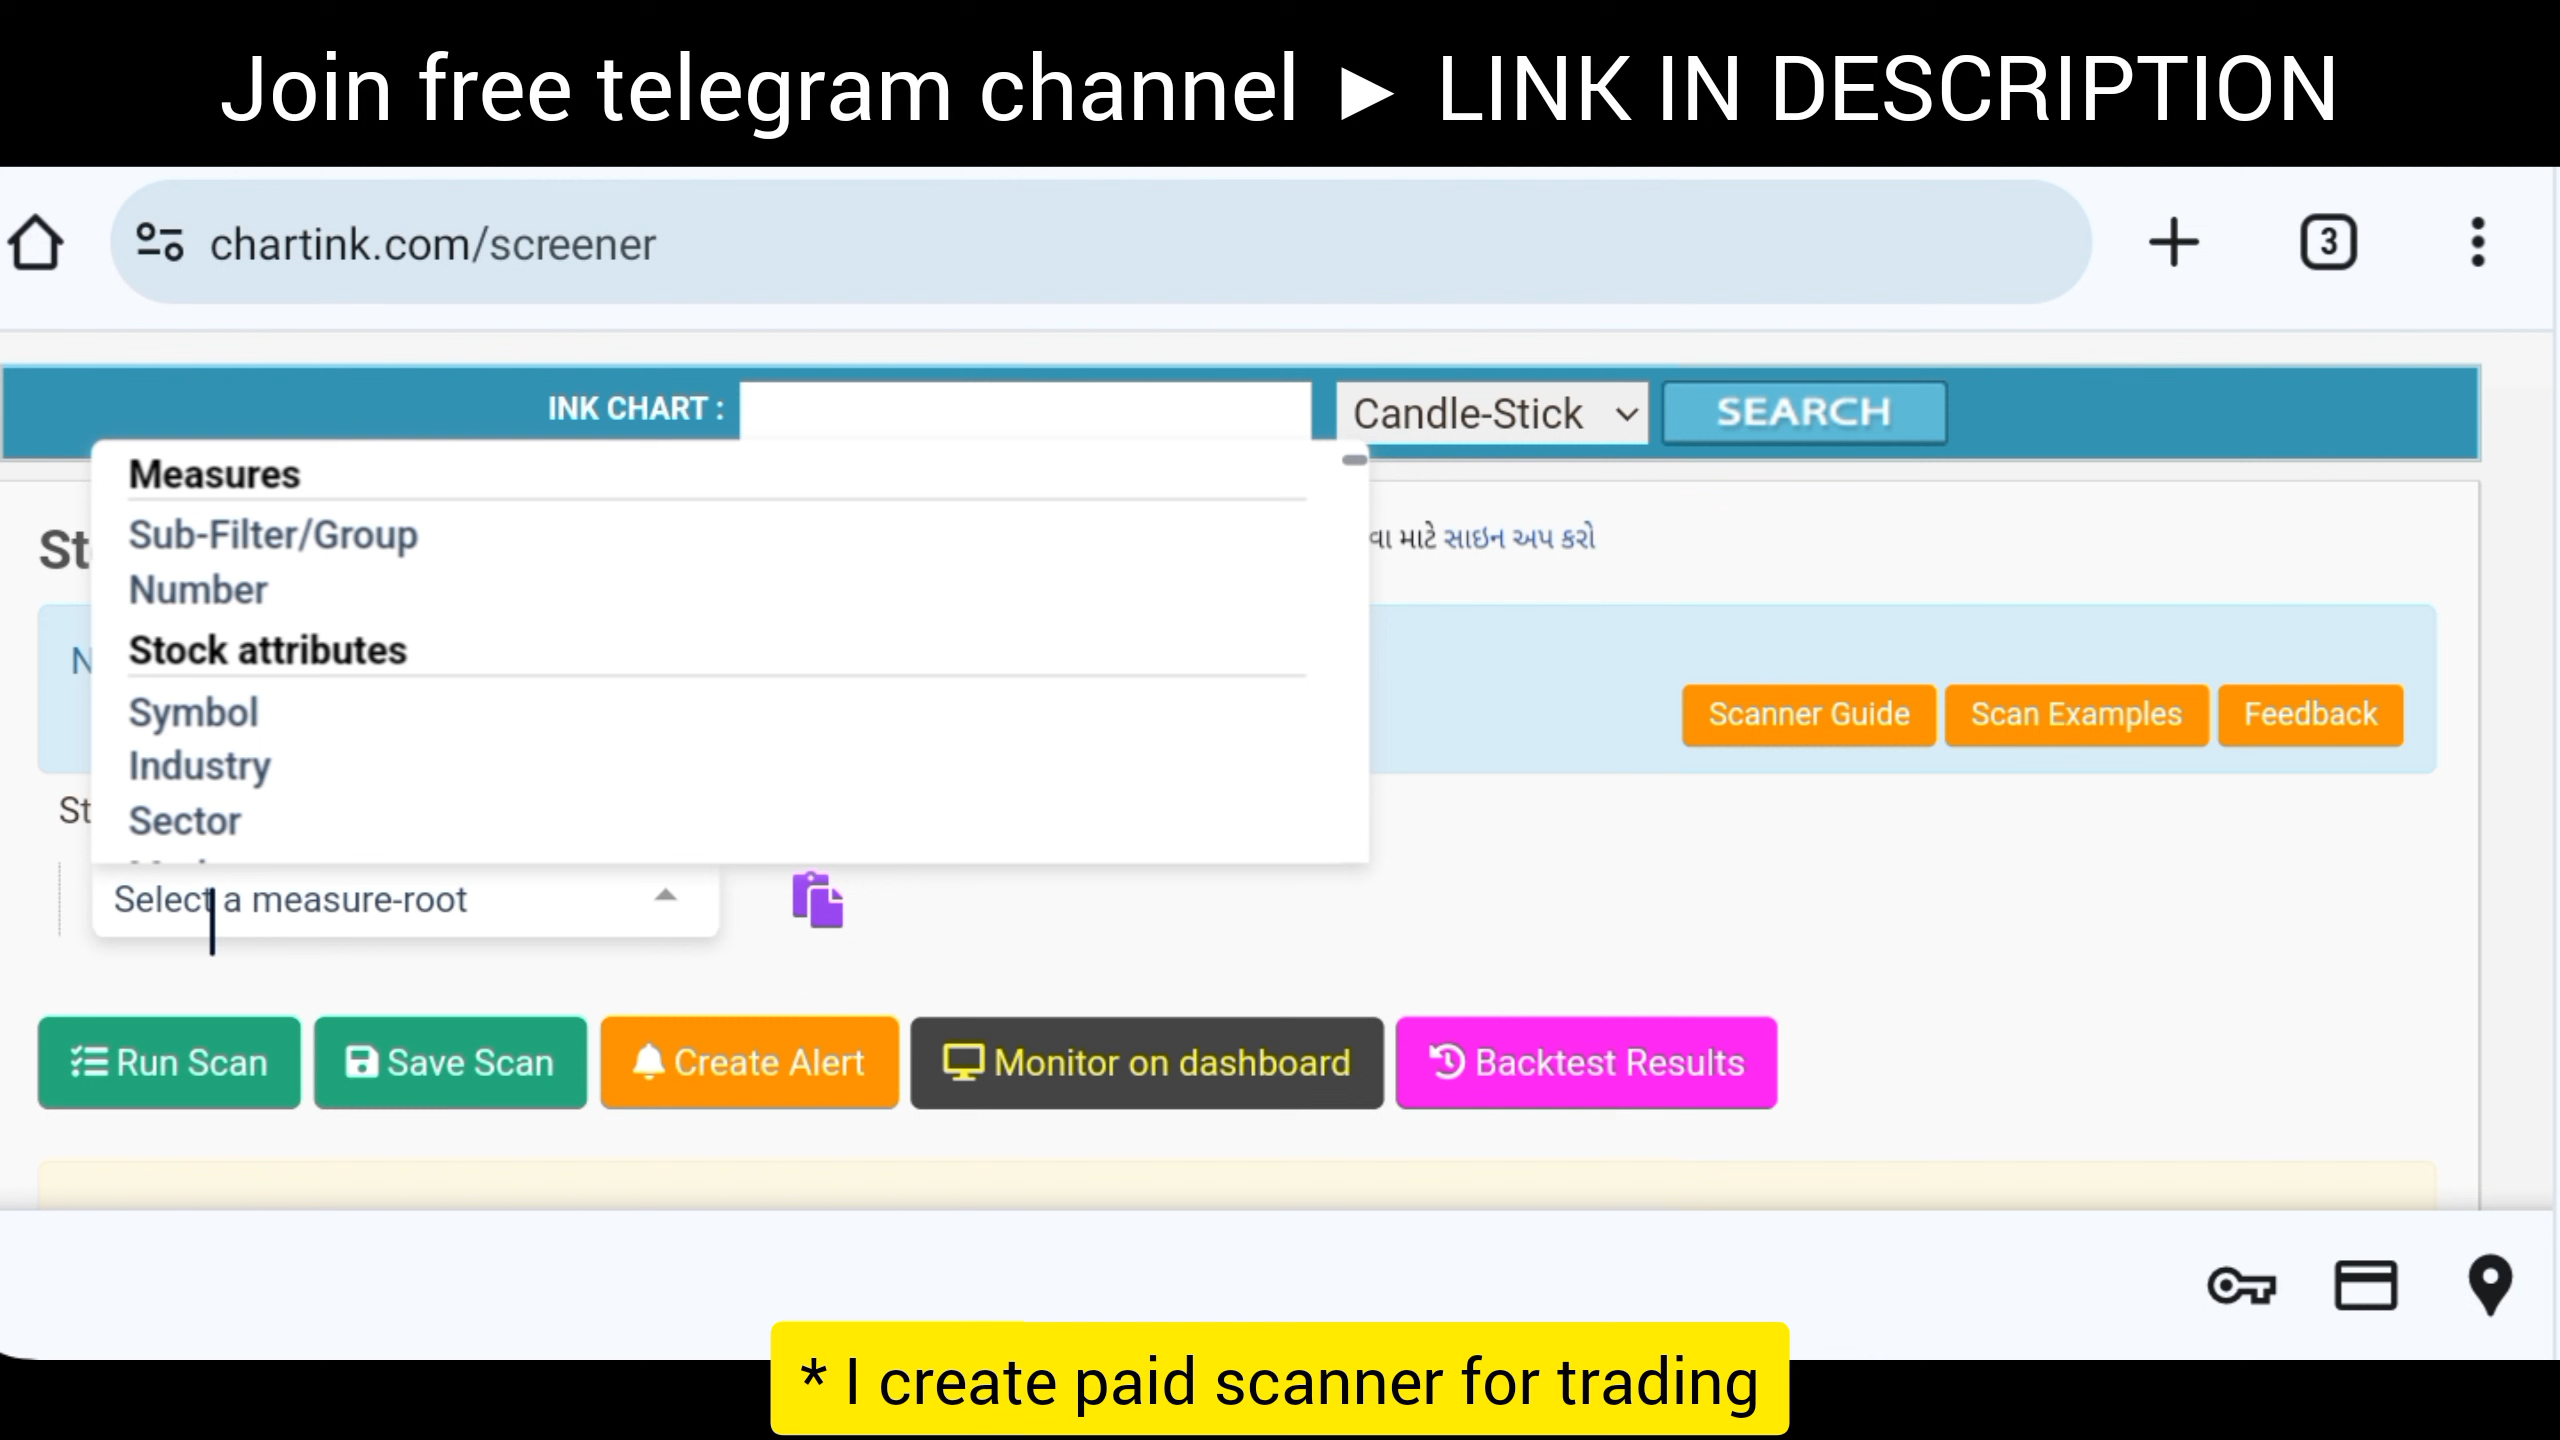 Join free telegram channel ► LINK IN DESCRIPTION
chartink.com/screener
3
INK CHART :
Candle-Stick
SEARCH
Measures
Sub-Filter/Group
Number
Stock attributes
Symbol
Industry
Sector
વા માટે સાઇન અપ કરો
St
N
Scanner Guide
Scan Examples
Feedback
St
Select a measure-root
Run Scan
Save Scan
Create Alert
Monitor on dashboard
Backtest Results
* I create paid scanner for trading